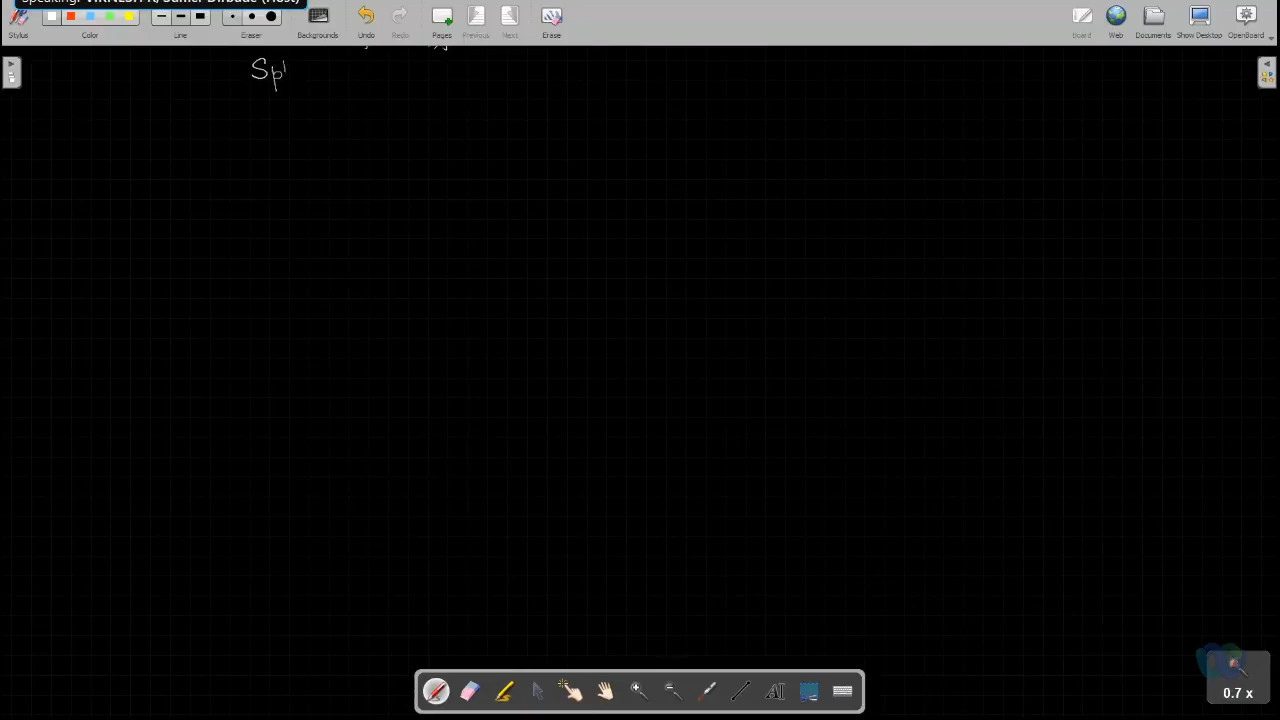 Stylus Color Line Eraser Backgrounds Undo Redo Pages Previous Next Erase board Web Documents Show Desktop OpenBoard
Sp
0.7 x